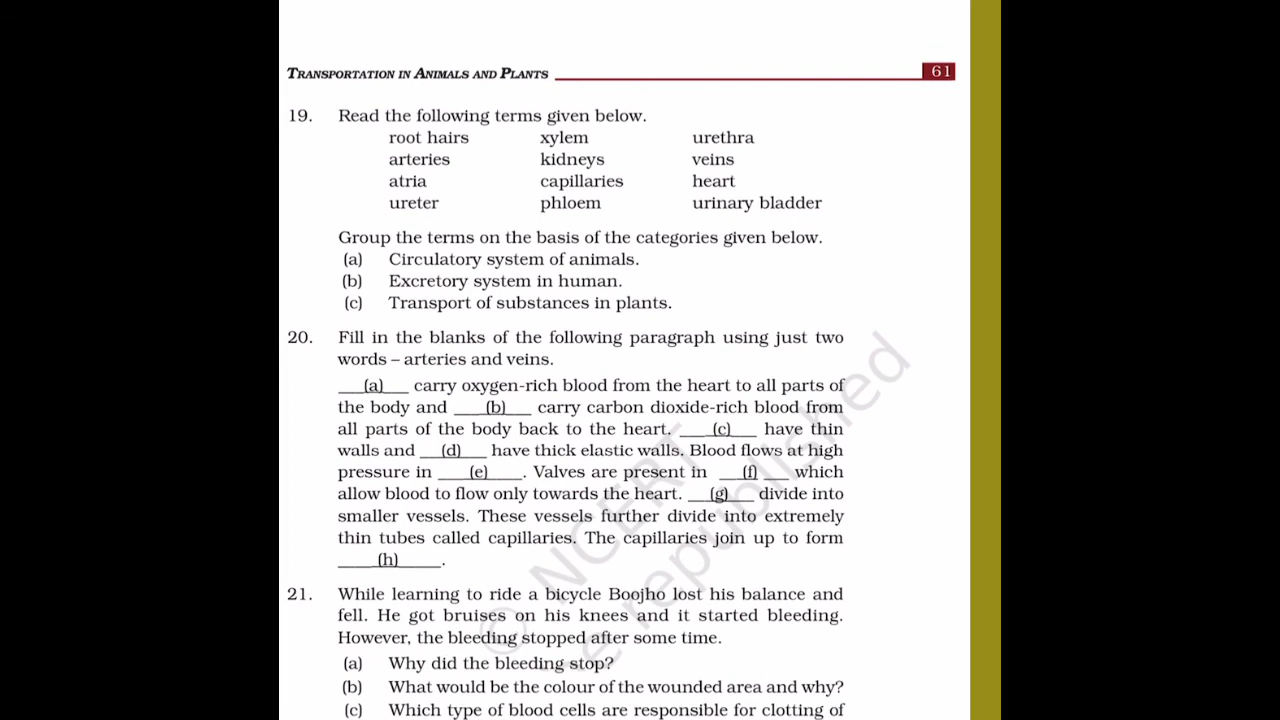 TRANSPORTATION IN ANIMALS AND PLANTS 61
19. Read the following terms given below.
root hairs xylem urethra
arteries kidneys veins
atria capillaries heart
ureter phloem urinary bladder
Group the terms on the basis of the categories given below.
(a) Circulatory system of animals.
(b) Excretory system in human.
(c) Transport of substances in plants.
20. Fill in the blanks of the following paragraph using just two
words – arteries and veins.
___(a)___ carry oxygen-rich blood from the heart to all parts of
the body and ____(b)___ carry carbon dioxide-rich blood from
all parts of the body back to the heart. ____(c)___ have thin
walls and ___(d)___ have thick elastic walls. Blood flows at high
pressure in ____(e)____. Valves are present in ___(f) ___ which
allow blood to flow only towards the heart. ___(g)___ divide into
smaller vessels. These vessels further divide into extremely
thin tubes called capillaries. The capillaries join up to form
_____(h)_____.
21. While learning to ride a bicycle Boojho lost his balance and
fell. He got bruises on his knees and it started bleeding.
However, the bleeding stopped after some time.
(a) Why did the bleeding stop?
(b) What would be the colour of the wounded area and why?
(c) Which type of blood cells are responsible for clotting of
© NCERT
be republished